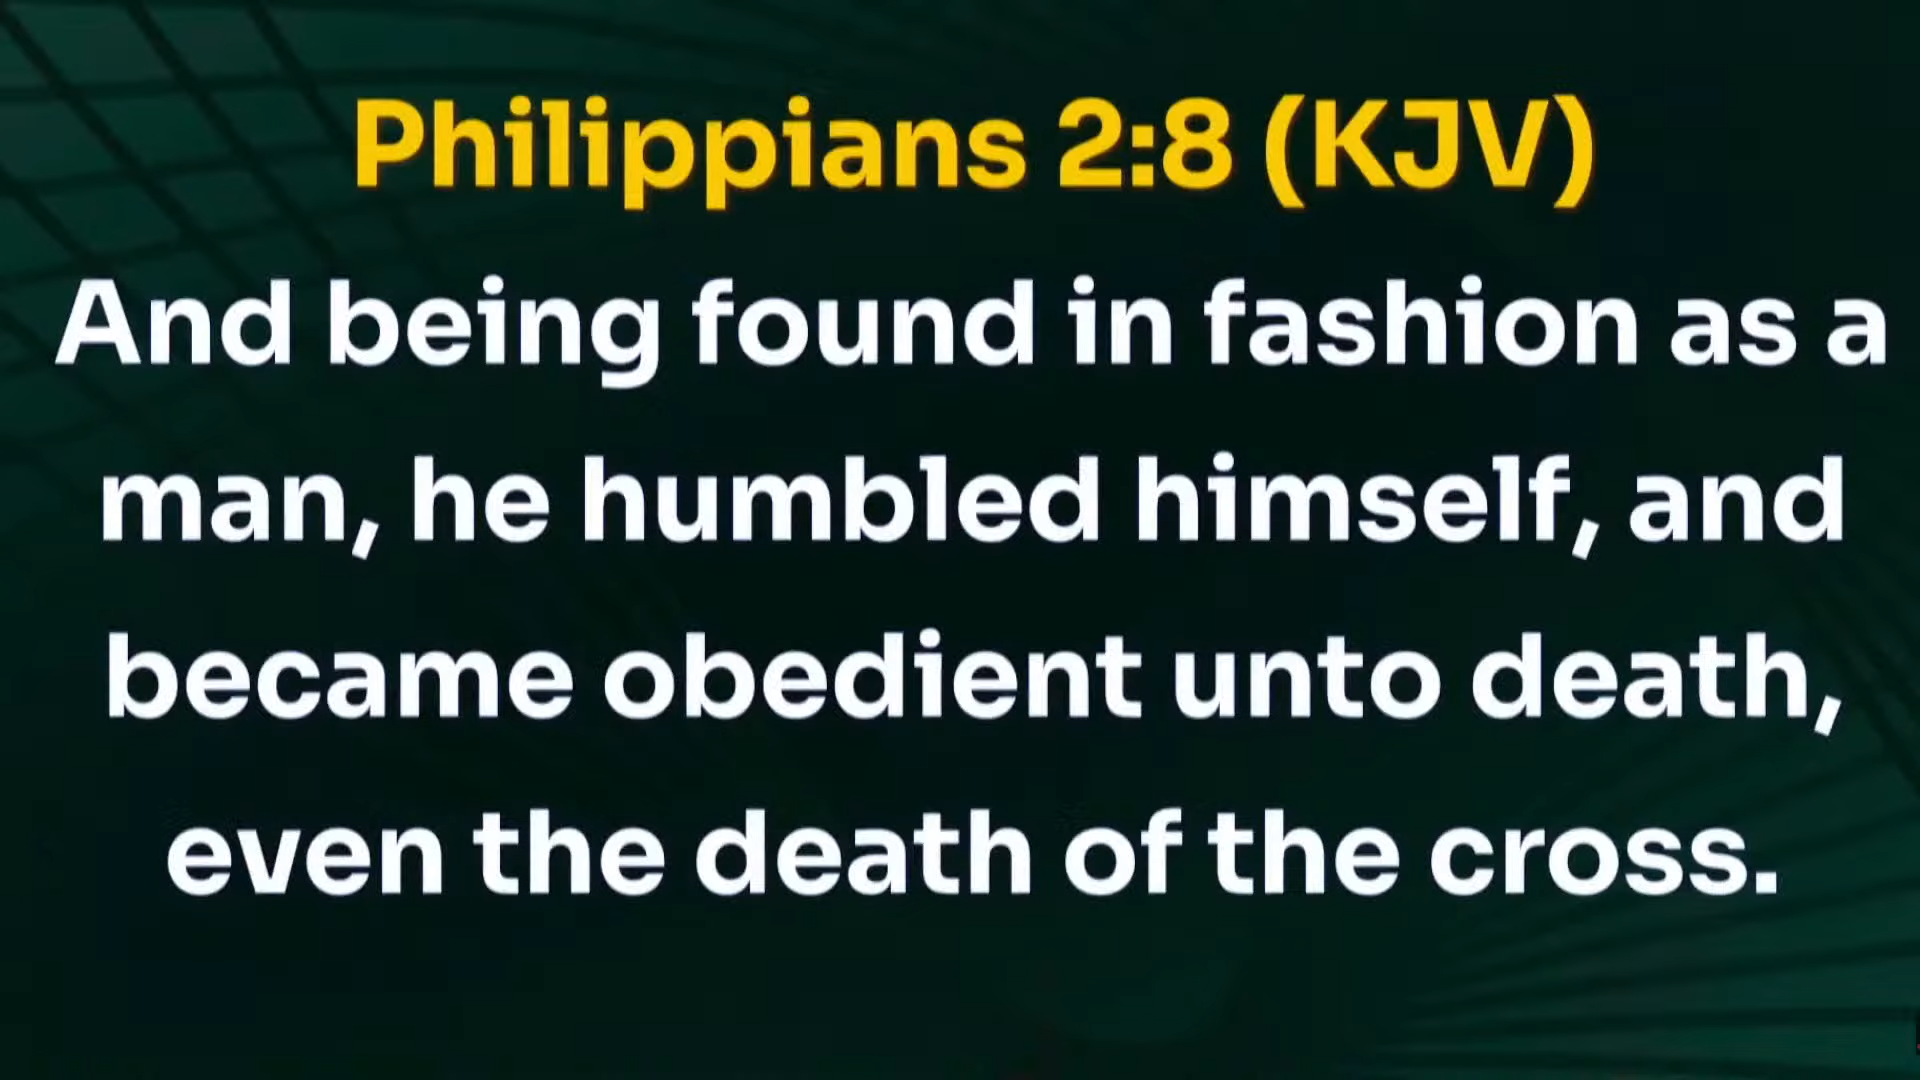 Philippians 2:8 (KJV)
And being found in fashion as a
man, he humbled himself, and
became obedient unto death,
even the death of the cross.